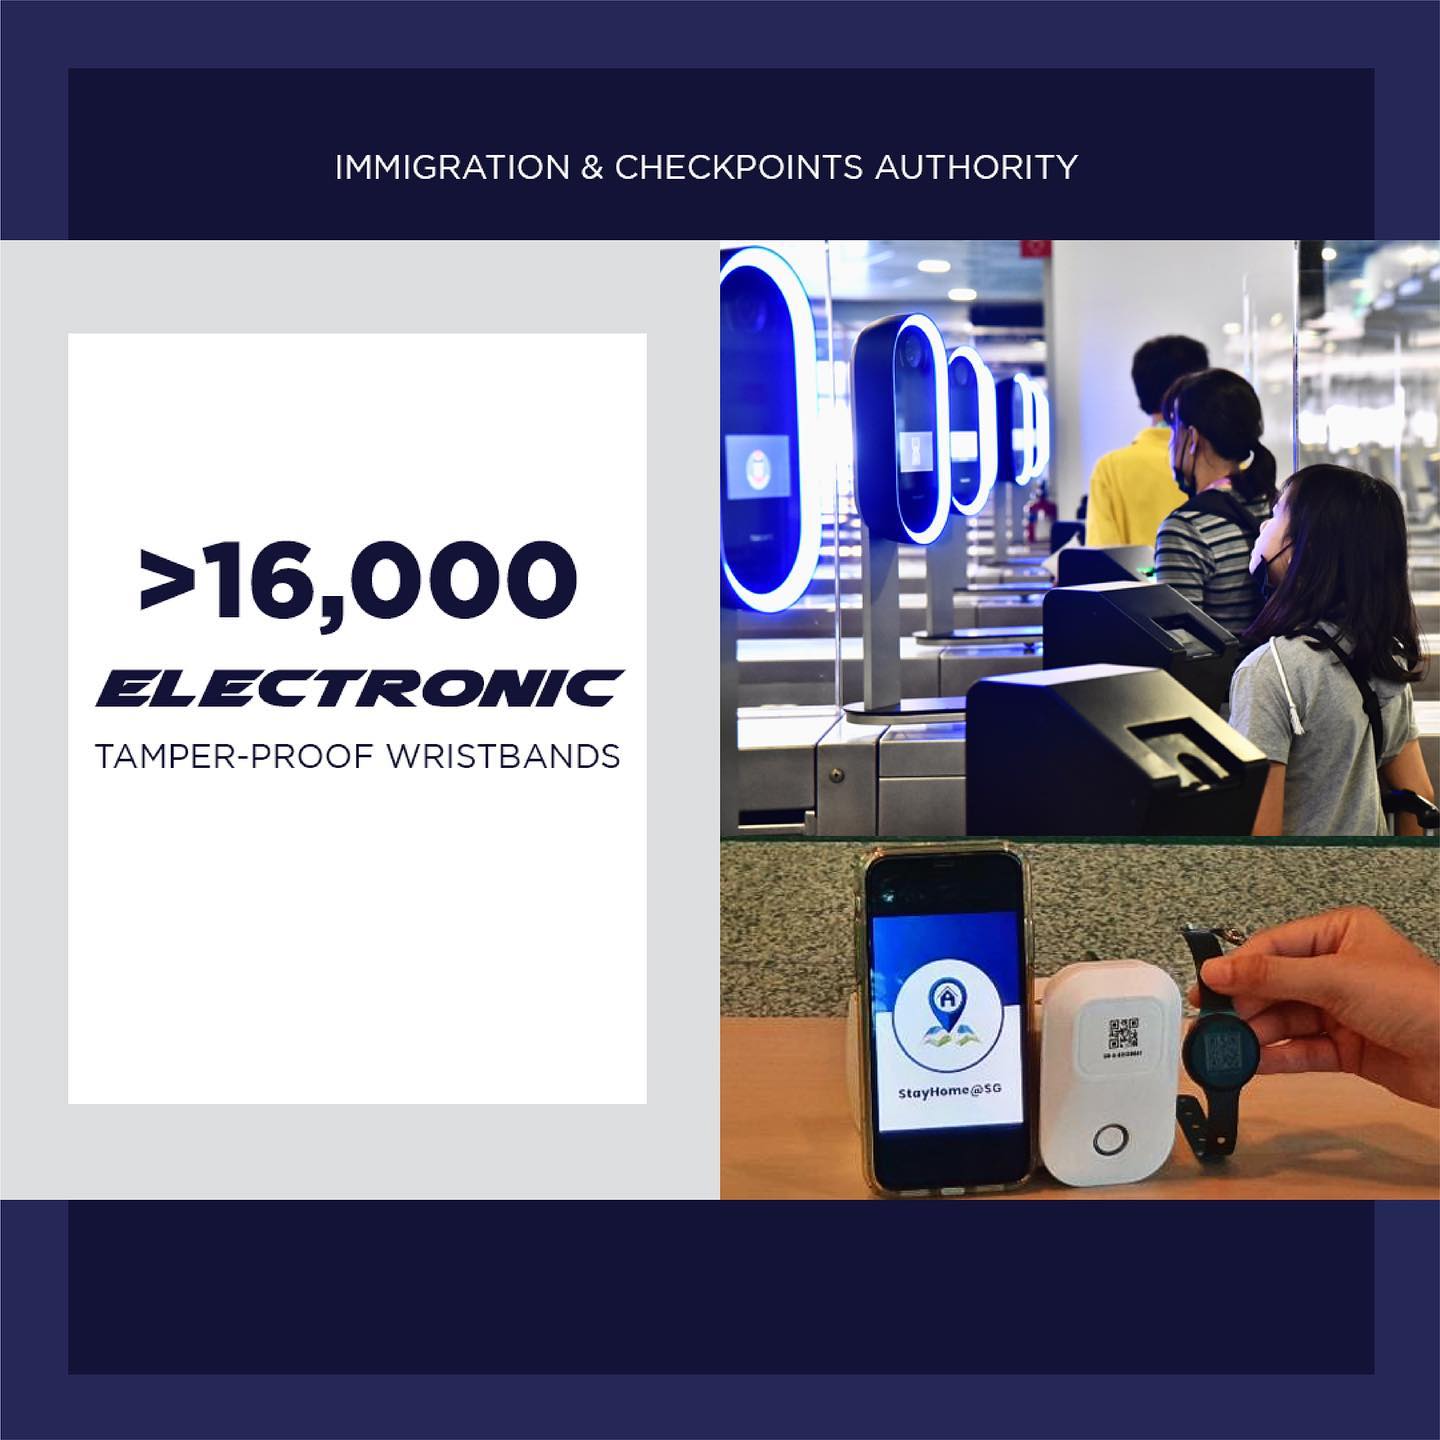 IMMIGRATION & CHECKPOINTS AUTHORITY
>16,000
ELECTRONIC
TAMPER-PROOF WRISTBANDS
StayHome@SG